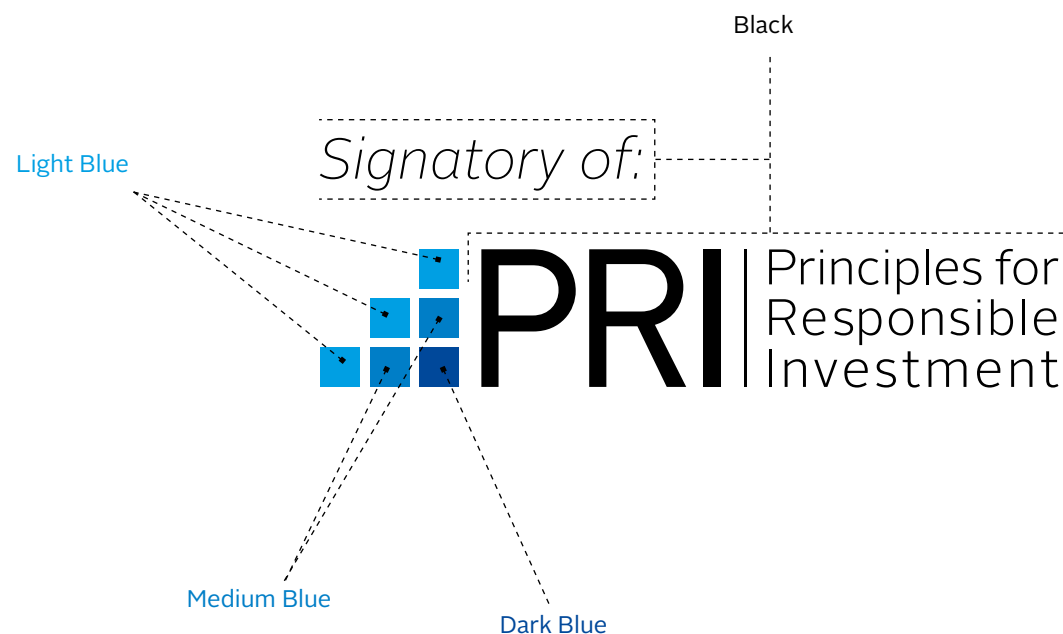 Black
Signatory of:
Light Blue
PRI
Principles for
Responsible
Investment
Medium Blue
Dark Blue